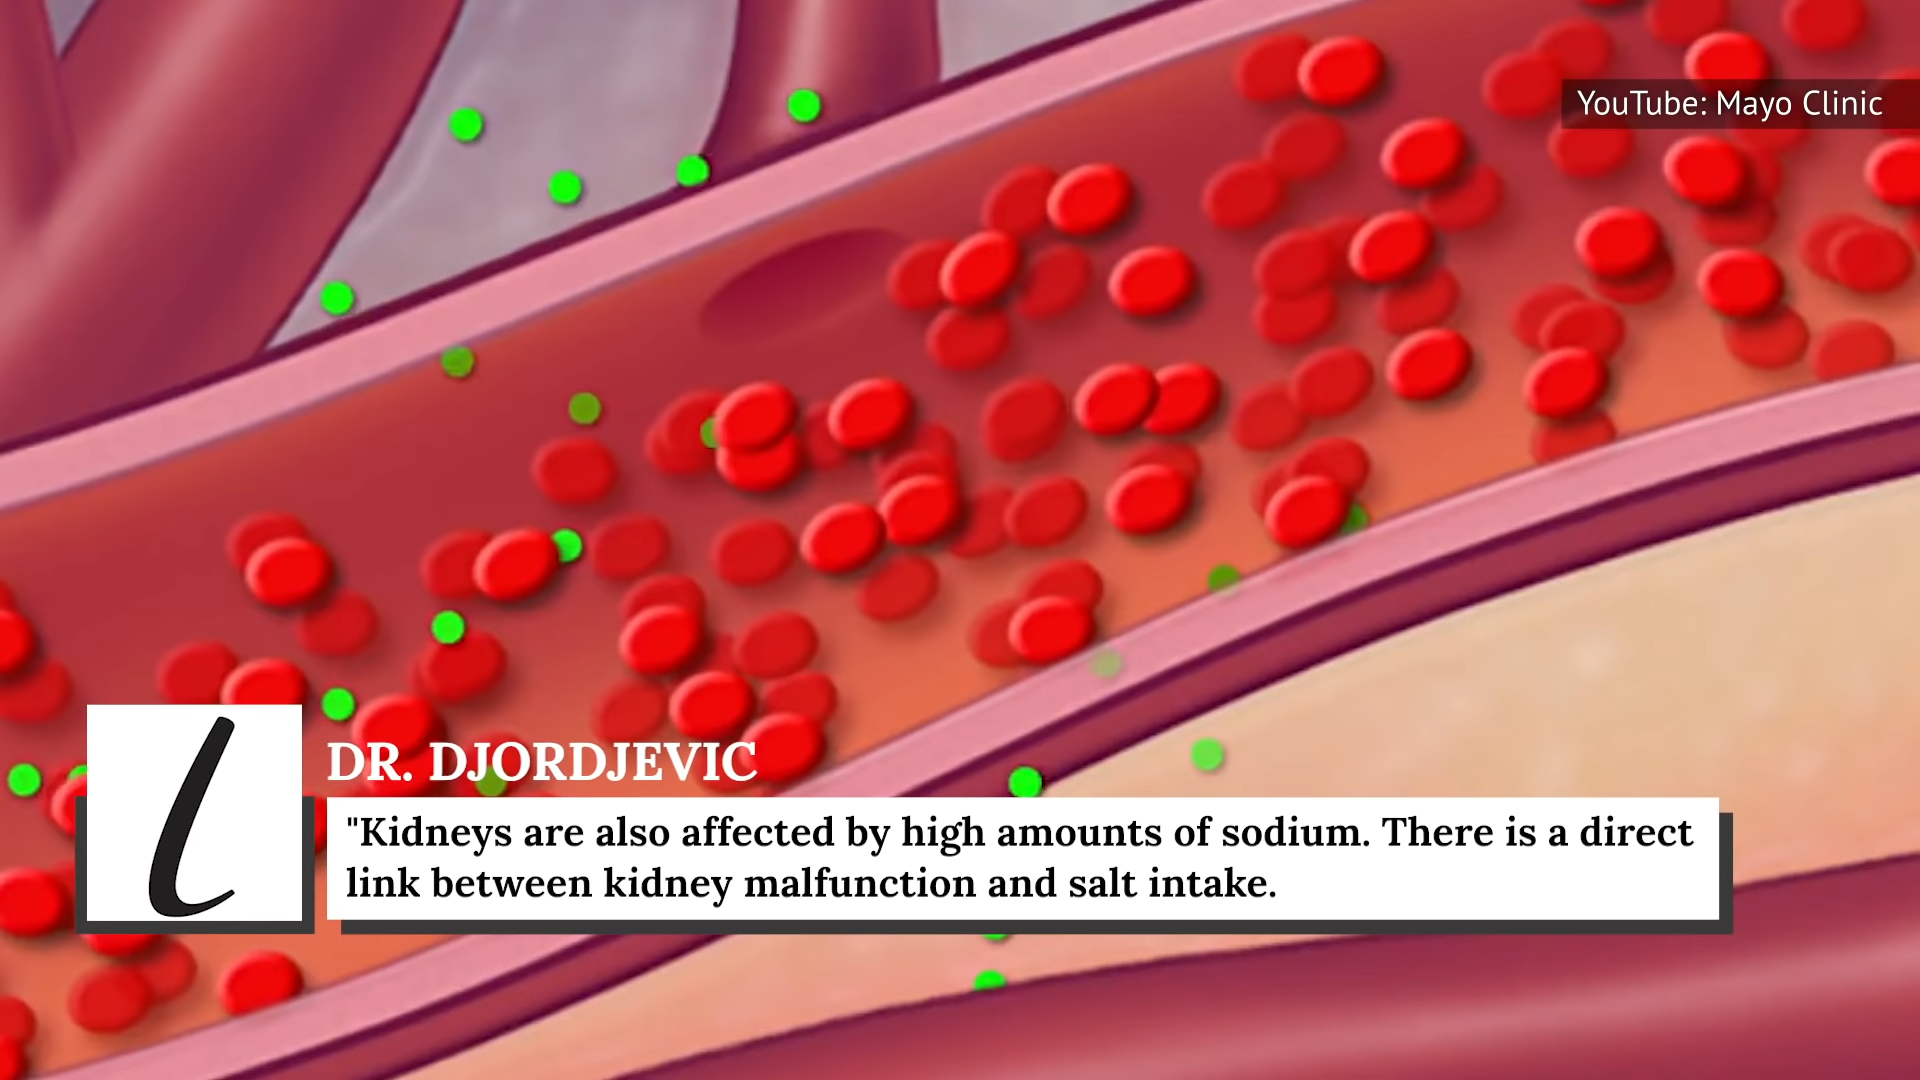 YouTube: Mayo Clinic
l
DR. DJORDJEVIC
"Kidneys are also affected by high amounts of sodium. There is a direct
link between kidney malfunction and salt intake.